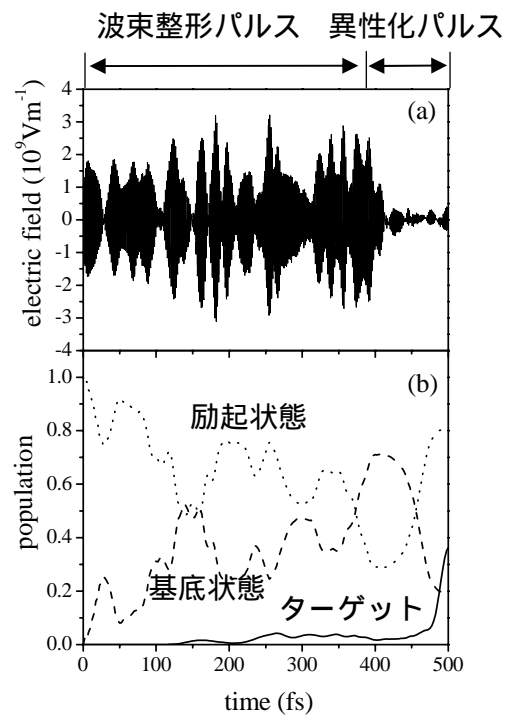 波束整形パルス 異性化パルス
(a)
electric field (10⁹Vm⁻¹)
4
3
2
1
0
-1
-2
-3
-4
(b)
励起状態
基底状態
ターゲット
population
1.0
0.8
0.6
0.4
0.2
0.0
0 100 200 300 400 500
time (fs)